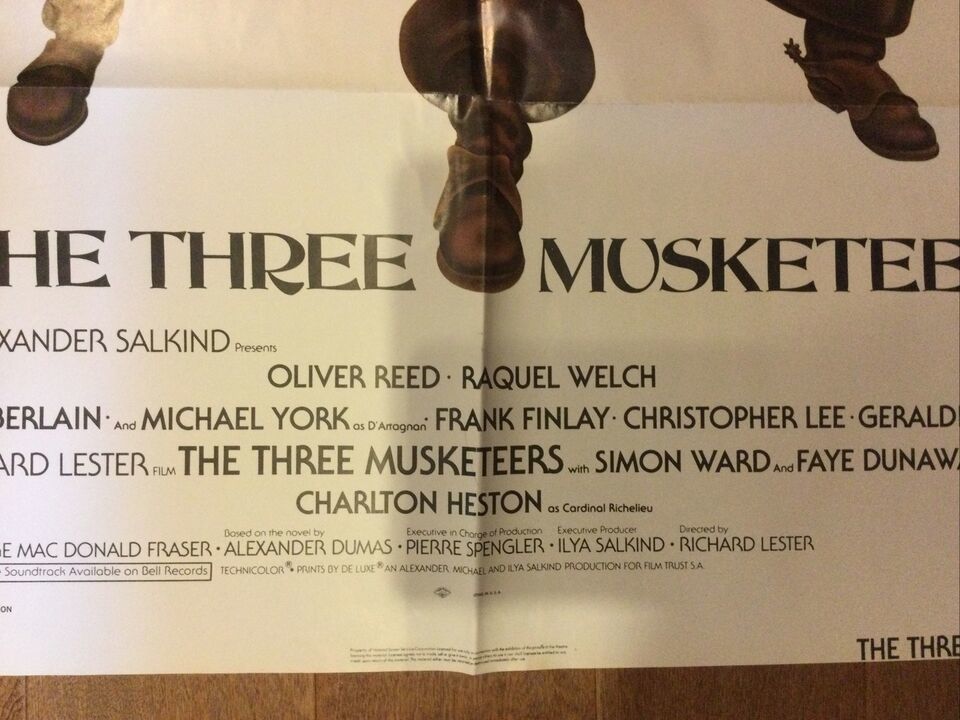 HE THREE MUSKETEE
XANDER SALKIND Presents
OLIVER REED · RAQUEL WELCH
BERLAIN · And MICHAEL YORK as D'Artagnan · FRANK FINLAY · CHRISTOPHER LEE · GERALD
ARD LESTER FILM THE THREE MUSKETEERS with SIMON WARD And FAYE DUNAWA
CHARLTON HESTON as Cardinal Richelieu
Based on the novel by Executive in Charge of Production Executive Producer Directed by
E MAC DONALD FRASER · ALEXANDER DUMAS · PIERRE SPENGLER · ILYA SALKIND · RICHARD LESTER
Soundtrack Available on Bell Records TECHNICOLOR® PRINTS BY DE LUXE® AN ALEXANDER, MICHAEL AND ILYA SALKIND PRODUCTION FOR FILM TRUST S.A.
ON
THE THRE